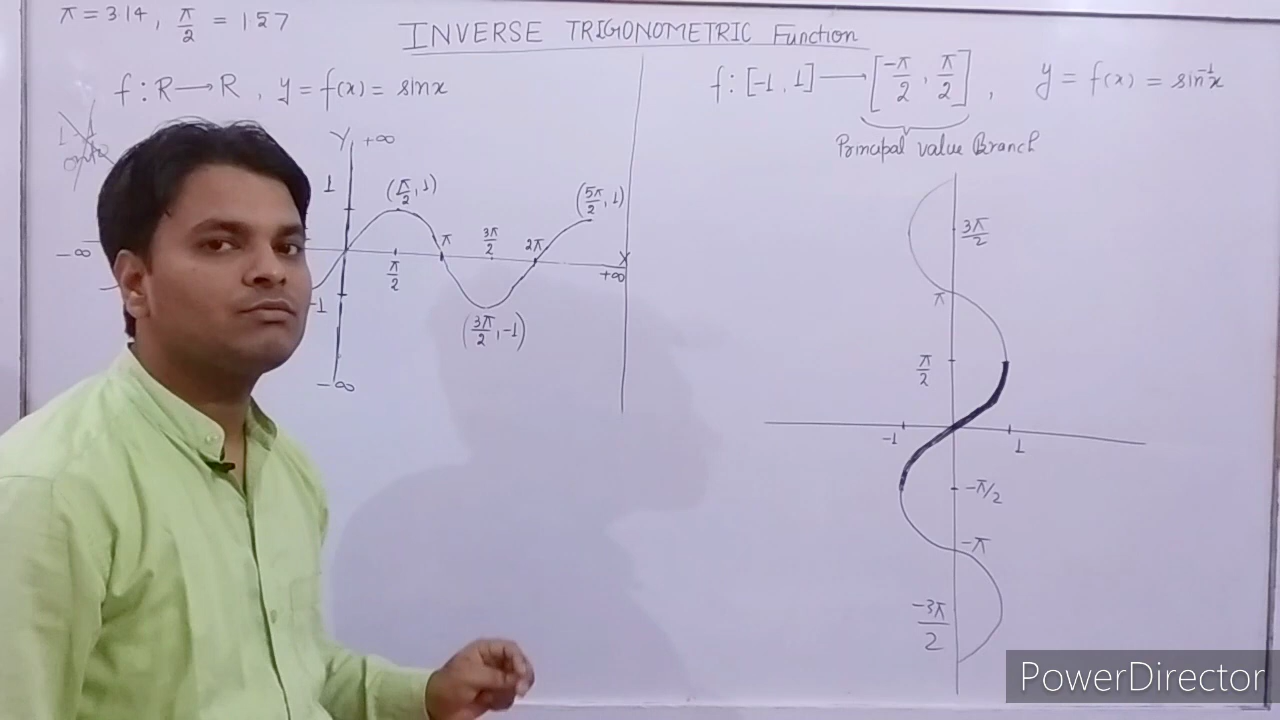 π = 3.14, π/2 = 1.57
INVERSE TRIGONOMETRIC Function
f : R → R , y = f(x) = sinx
f : [-1, 1] → [-π/2, π/2] , y = f(x) = sin⁻¹x
Principal value Branch
onto
Y
+∞
1
(π/2, 1)
(5π/2, 1)
-∞
π
3π/2
2π
X
+∞
π/2
-1
(3π/2, -1)
-∞
3π/2
π
π/2
-1
1
-π/2
-π
-3π/2
PowerDirector